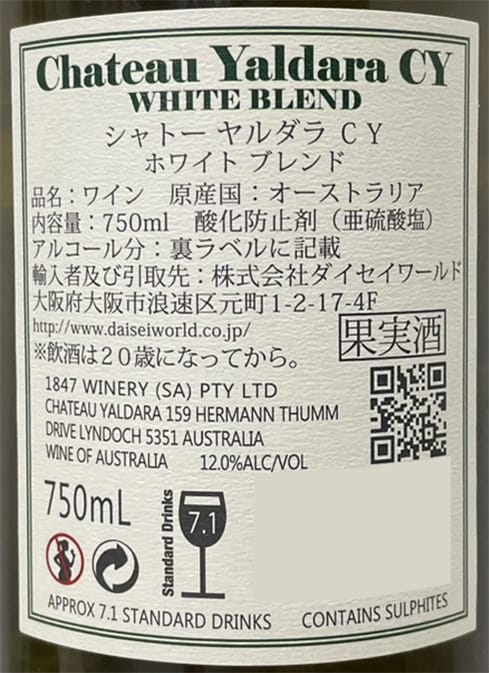 Chateau Yaldara CY
WHITE BLEND
シャトー ヤルダラ CY
ホワイト ブレンド
品名：ワイン　原産国：オーストラリア
内容量：750ml　酸化防止剤（亜硫酸塩）
アルコール分：裏ラベルに記載
輸入者及び引取先：株式会社ダイセイワールド
大阪府大阪市浪速区元町1-2-17-4F
http://www.daiseiworld.co.jp/
果実酒
※飲酒は20歳になってから。
1847 WINERY (SA) PTY LTD
CHATEAU YALDARA 159 HERMANN THUMM
DRIVE LYNDOCH 5351 AUSTRALIA
WINE OF AUSTRALIA 12.0%ALC/VOL
750mL
Standard Drinks
7.1
APPROX 7.1 STANDARD DRINKS CONTAINS SULPHITES